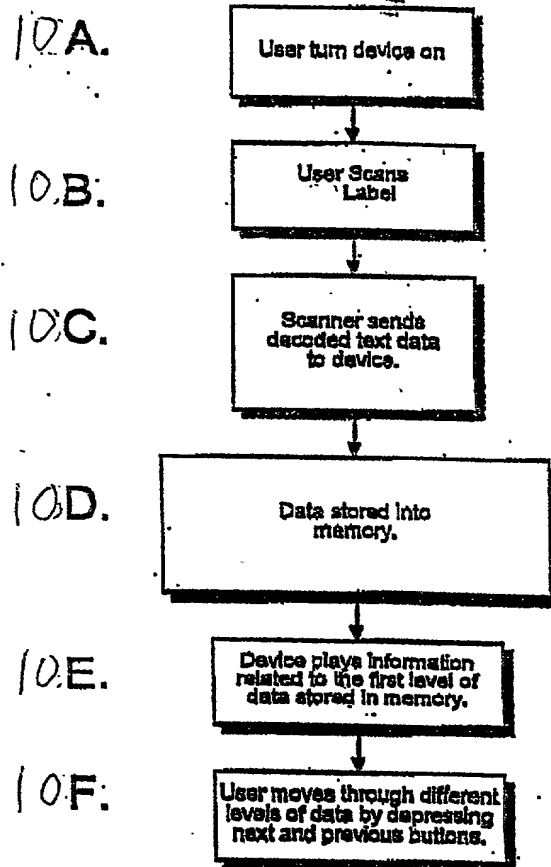 10A.
User turn device on
10B.
User Scans
Label
10C.
Scanner sends
decoded text data
to device.
10D.
Data stored into
memory.
10E.
Device plays information
related to the first level of
data stored in memory.
10F.
User moves through different
levels of data by depressing
next and previous buttons.